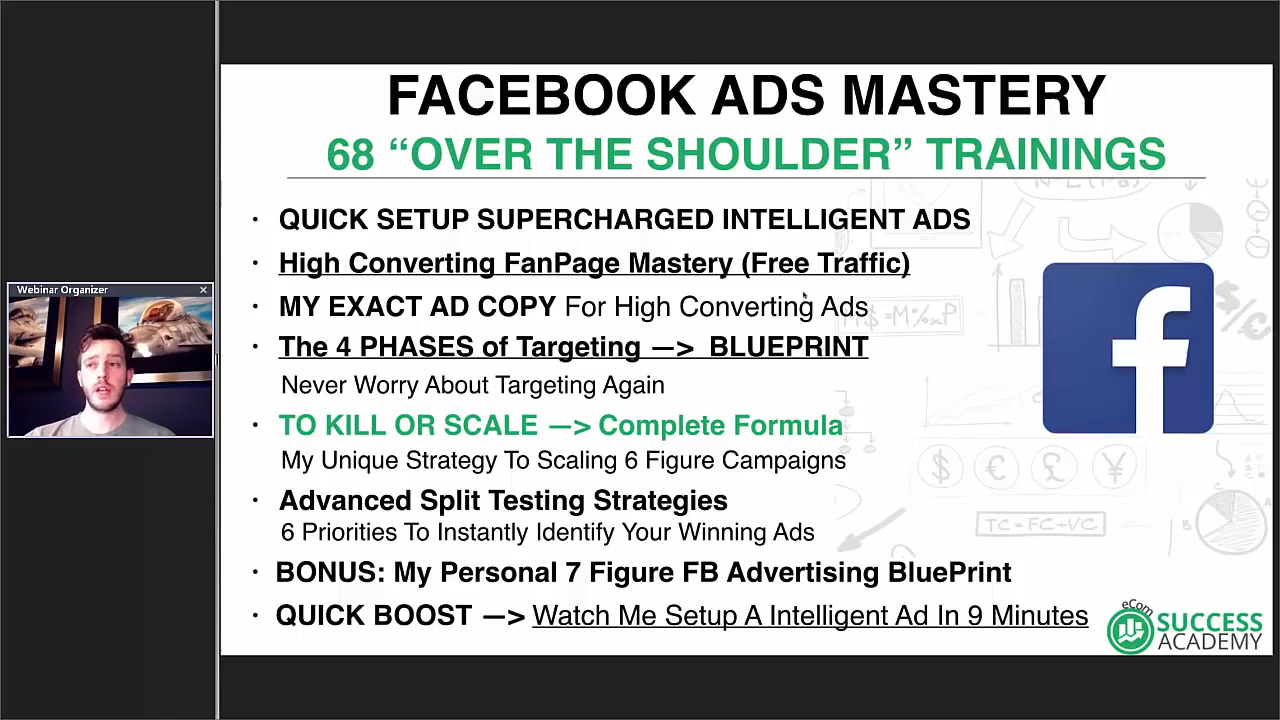 Webinar Organizer
FACEBOOK ADS MASTERY
68 “OVER THE SHOULDER” TRAININGS
· QUICK SETUP SUPERCHARGED INTELLIGENT ADS
· High Converting FanPage Mastery (Free Traffic)
· MY EXACT AD COPY For High Converting Ads
· The 4 PHASES of Targeting —> BLUEPRINT
Never Worry About Targeting Again
· TO KILL OR SCALE —> Complete Formula
My Unique Strategy To Scaling 6 Figure Campaigns
· Advanced Split Testing Strategies
6 Priorities To Instantly Identify Your Winning Ads
· BONUS: My Personal 7 Figure FB Advertising BluePrint
· QUICK BOOST —> Watch Me Setup A Intelligent Ad In 9 Minutes
f
$ € £ ¥
$/€
TC=FC+VC
eCom
SUCCESS
ACADEMY